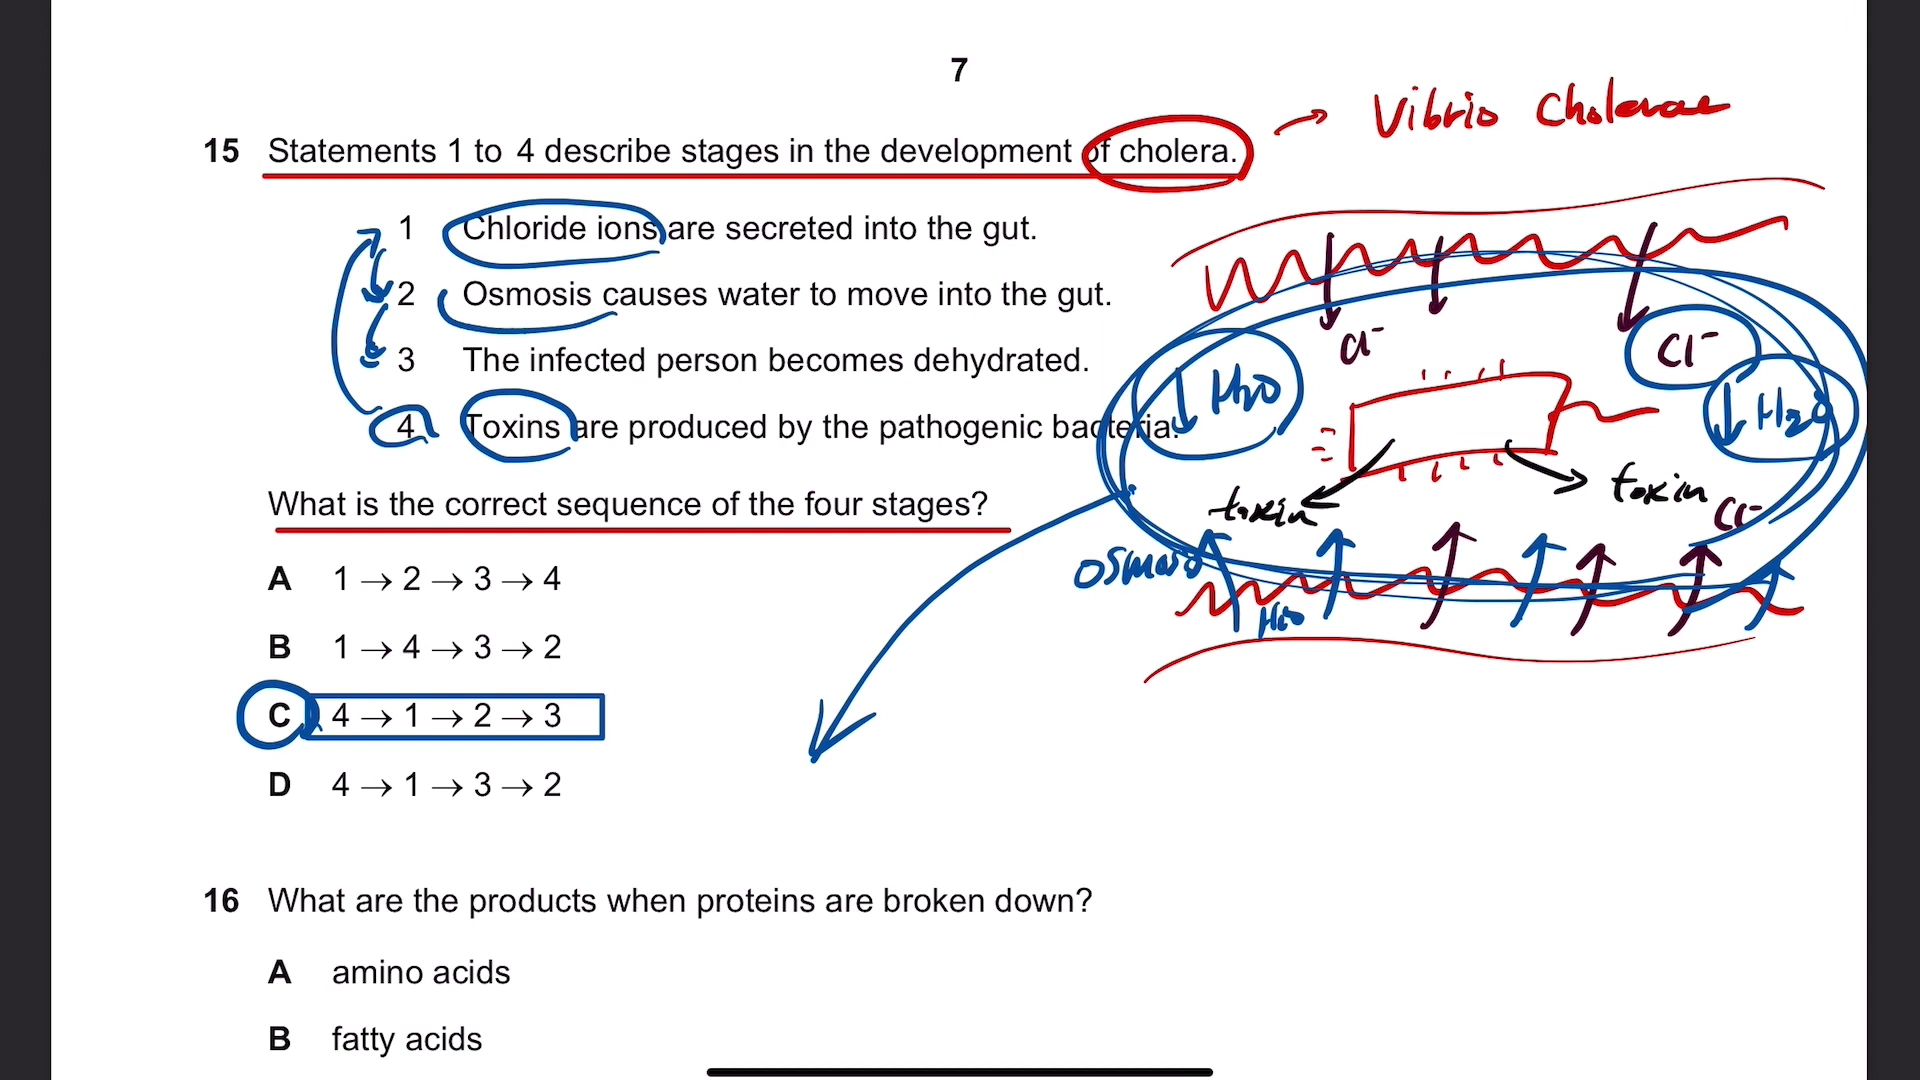 7
Vibrio Cholerae
15 Statements 1 to 4 describe stages in the development of cholera.
1 Chloride ions are secreted into the gut.
2 Osmosis causes water to move into the gut.
3 The infected person becomes dehydrated.
4 Toxins are produced by the pathogenic bacteria.
Cl⁻
Cl⁻
↓ H₂O
↓ H₂O
toxin
toxin
Cl⁻
What is the correct sequence of the four stages?
H₂O
A 1 → 2 → 3 → 4
B 1 → 4 → 3 → 2
C 4 → 1 → 2 → 3
D 4 → 1 → 3 → 2
16 What are the products when proteins are broken down?
A amino acids
B fatty acids